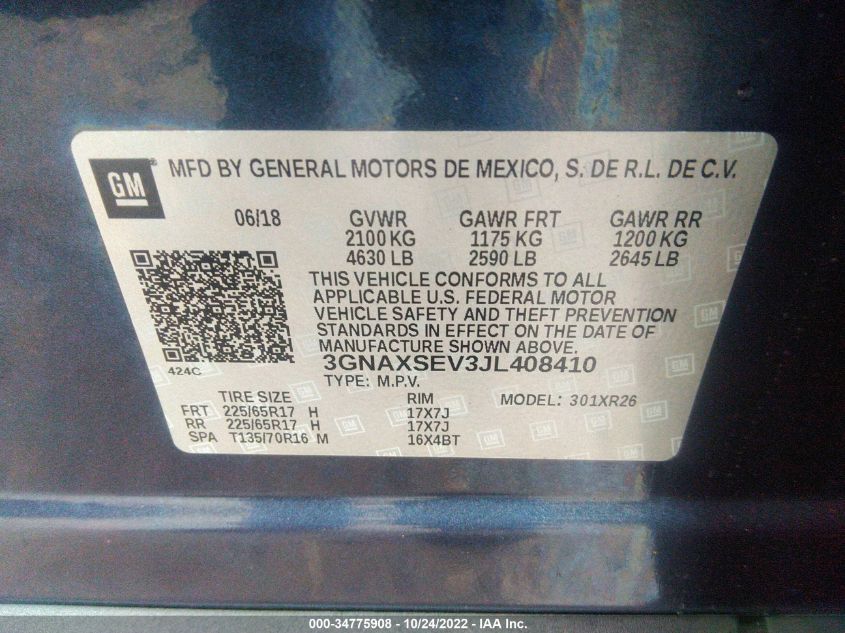 GM ® MFD BY GENERAL MOTORS DE MEXICO, S. DE R.L. DE C.V.
06/18 GVWR GAWR FRT GAWR RR
2100 KG 1175 KG 1200 KG
4630 LB 2590 LB 2645 LB
THIS VEHICLE CONFORMS TO ALL
APPLICABLE U.S. FEDERAL MOTOR
VEHICLE SAFETY AND THEFT PREVENTION
STANDARDS IN EFFECT ON THE DATE OF
MANUFACTURE SHOWN ABOVE.
424C 3GNAXSEV3JL408410
TYPE: M.P.V.
TIRE SIZE RIM MODEL: 301XR26
FRT 225/65R17 H 17X7J
RR 225/65R17 H 17X7J
SPA T135/70R16 M 16X4BT
000-34775908 - 10/24/2022 - IAA Inc.